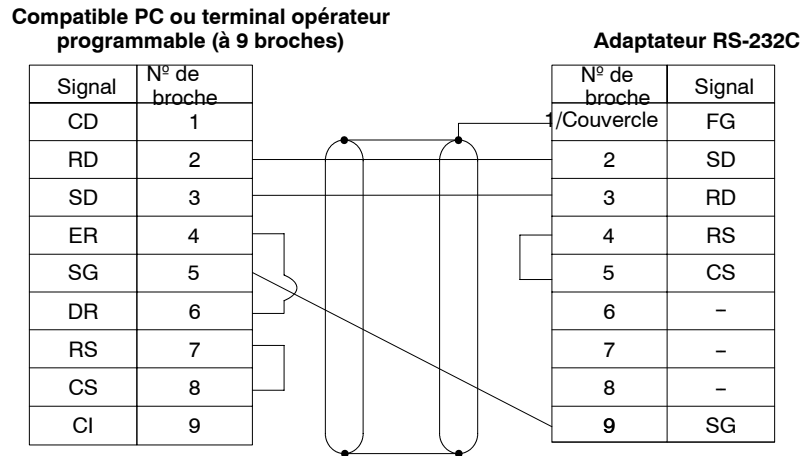 Compatible PC ou terminal opérateur
programmable (à 9 broches)
Adaptateur RS-232C
Signal Nº de broche
CD 1
RD 2
SD 3
ER 4
SG 5
DR 6
RS 7
CS 8
CI 9
Nº de broche Signal
1/Couvercle FG
2 SD
3 RD
4 RS
5 CS
6 –
7 –
8 –
9 SG